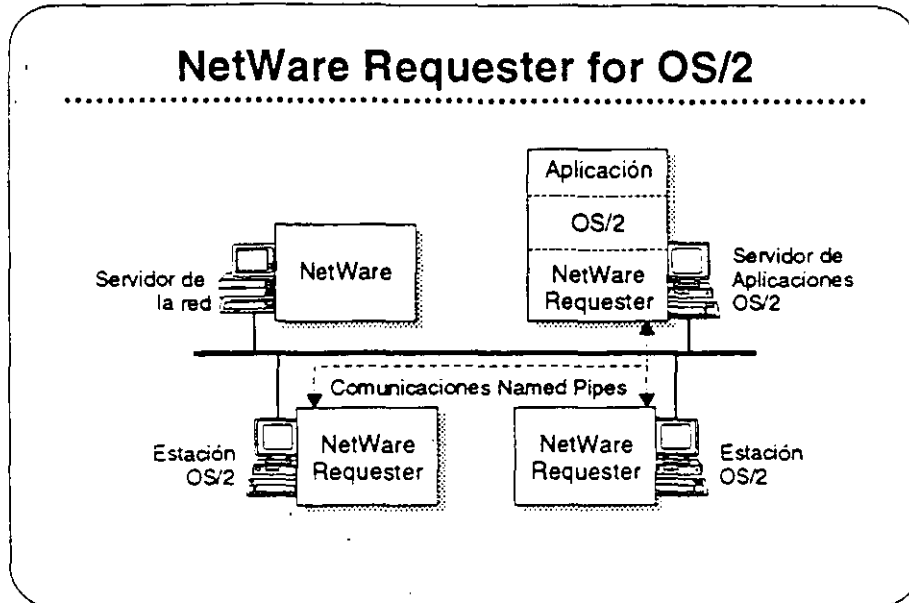 NetWare Requester for OS/2
Aplicación
OS/2
NetWare
Requester
Servidor de
Aplicaciones
OS/2
Servidor de
la red
NetWare
Comunicaciones Named Pipes
Estación
OS/2
NetWare
Requester
NetWare
Requester
Estación
OS/2